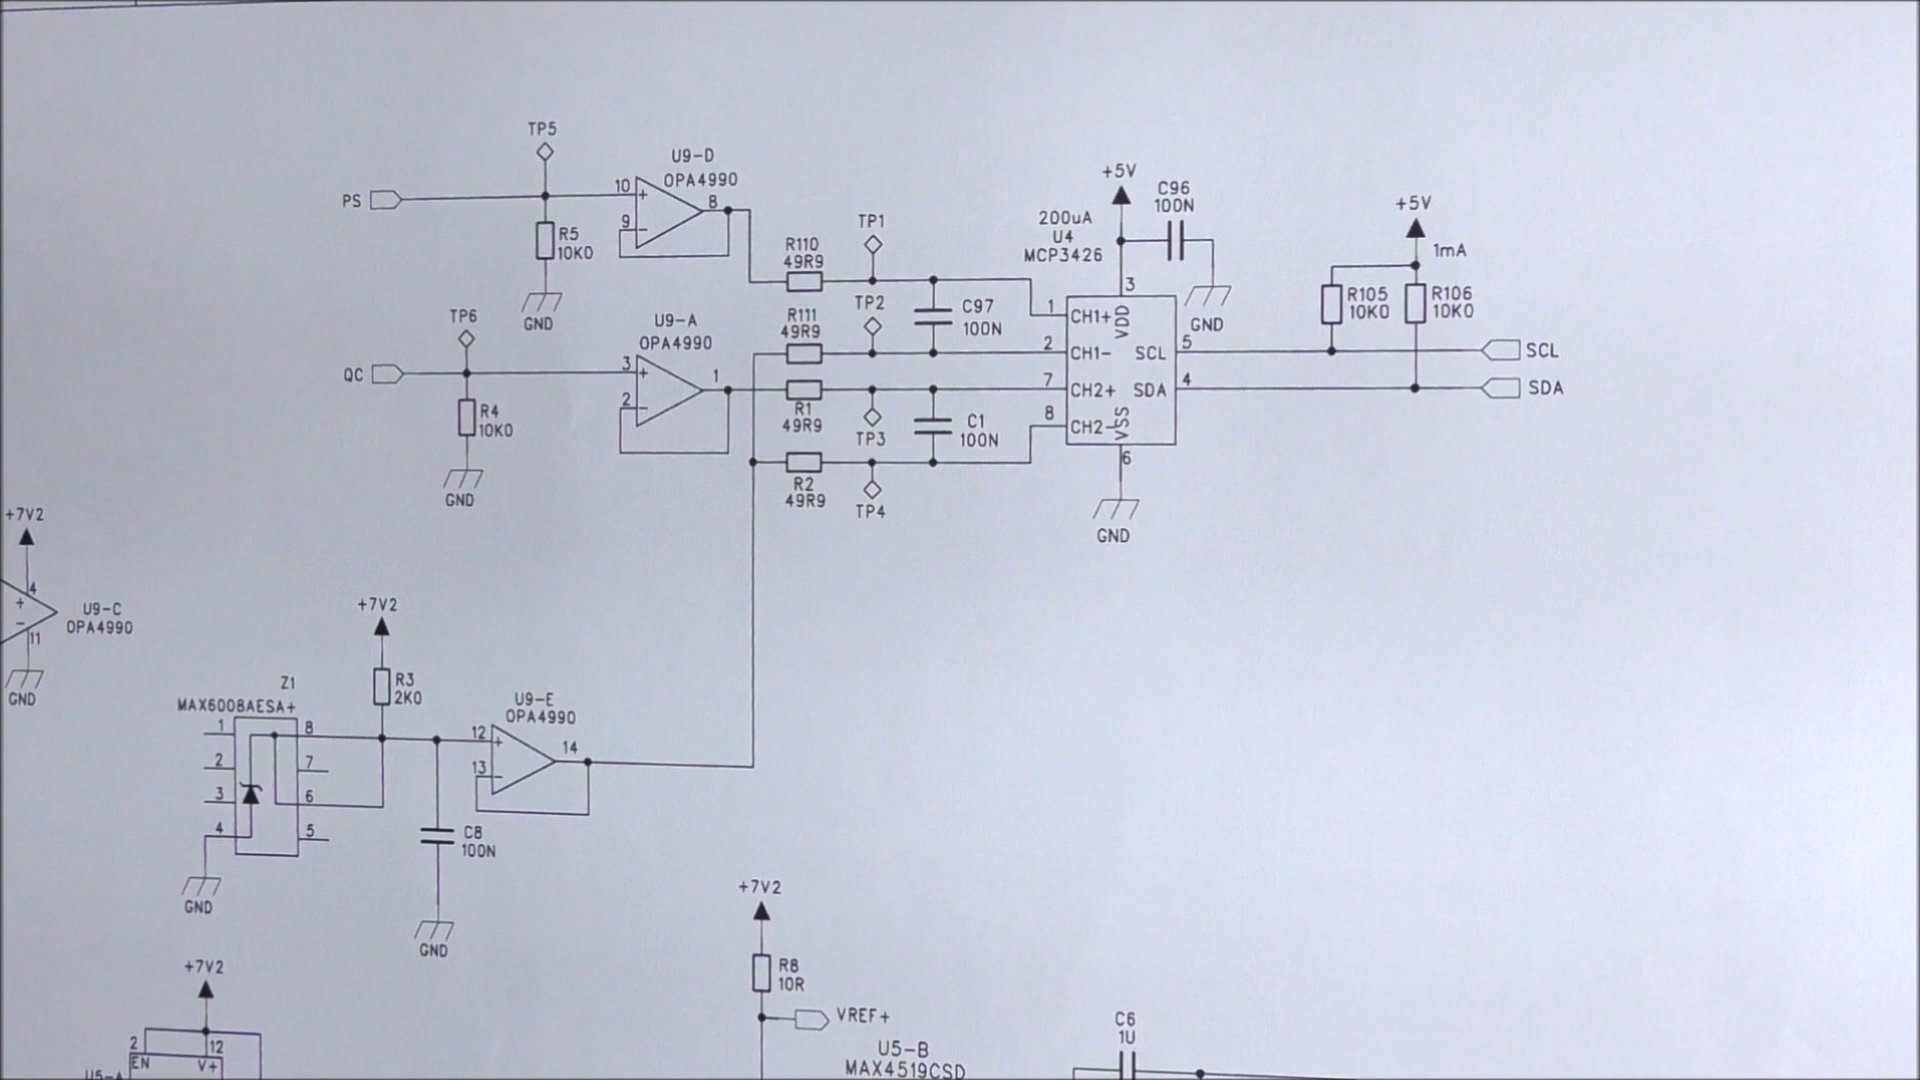 TP5
U9-D
OPA4990
PS
10
+
8
9
-
R5
10K0
GND
TP1
R110
49R9
TP2
C97
100N
R111
49R9
+5V
C96
100N
200uA
U4
MCP3426
3
GND
1
CH1+
VDD
2
CH1-
SCL
5
7
CH2+
SDA
4
8
CH2-
VSS
6
GND
+5V
1mA
R105
10K0
R106
10K0
SCL
SDA
TP6
U9-A
OPA4990
QC
3
+
1
2
-
R4
10K0
GND
R1
49R9
TP3
C1
100N
R2
49R9
TP4
+7V2
4
+
-
11
U9-C
OPA4990
GND
+7V2
R3
2K0
Z1
MAX6008AESA+
1
8
2
7
3
6
4
5
GND
U9-E
OPA4990
12
+
14
13
-
C8
100N
GND
+7V2
2
12
EN
V+
U5-A
+7V2
R8
10R
VREF+
U5-B
MAX4519CSD
C6
1U